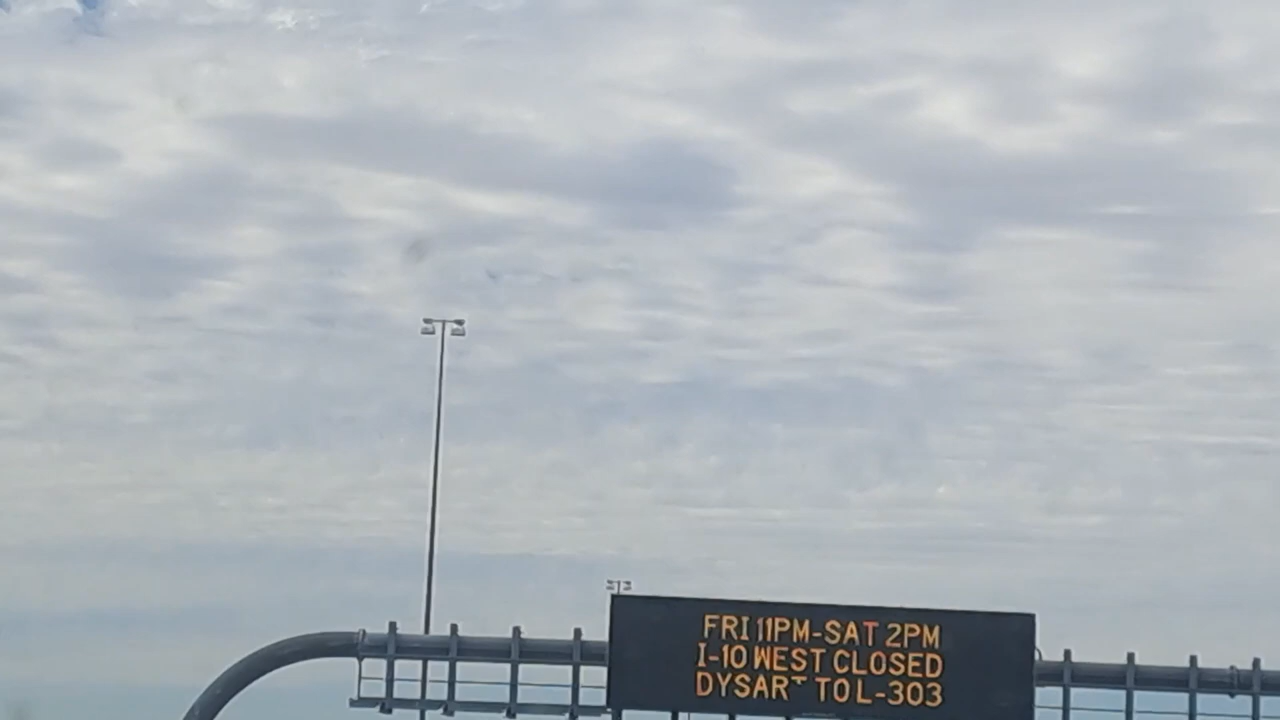 FRI 11PM-SAT 2PM
I-10 WEST CLOSED
DYSART TO L-303